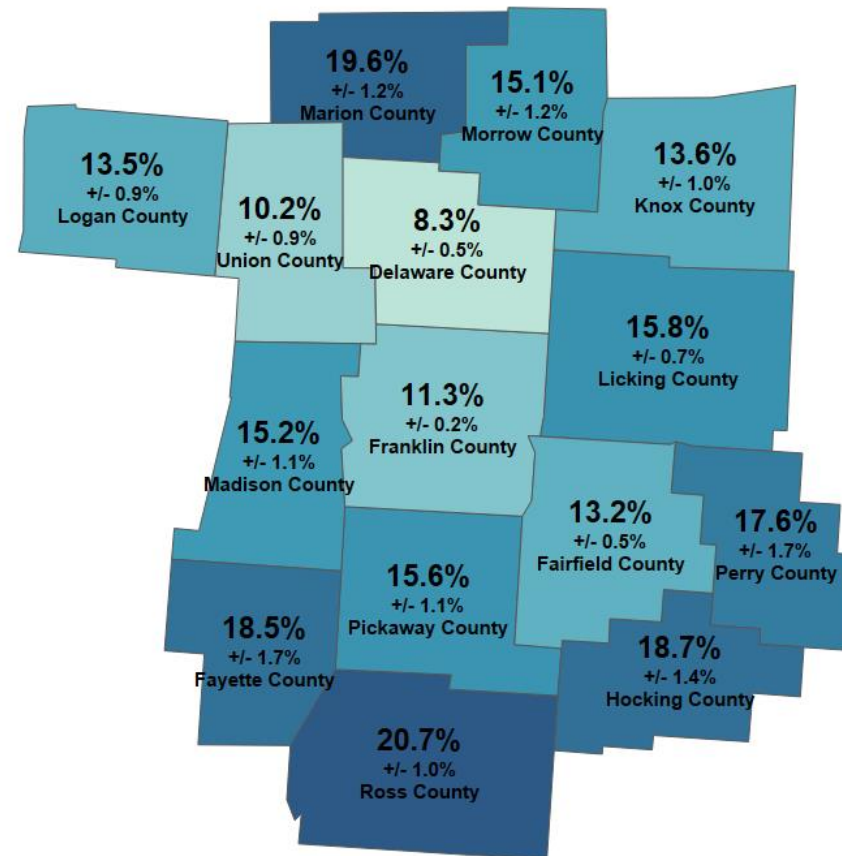 19.6%
+/- 1.2%
Marion County
15.1%
+/- 1.2%
Morrow County
13.5%
+/- 0.9%
Logan County
10.2%
+/- 0.9%
Union County
8.3%
+/- 0.5%
Delaware County
13.6%
+/- 1.0%
Knox County
15.8%
+/- 0.7%
Licking County
11.3%
+/- 0.2%
Franklin County
15.2%
+/- 1.1%
Madison County
13.2%
+/- 0.5%
Fairfield County
17.6%
+/- 1.7%
Perry County
15.6%
+/- 1.1%
Pickaway County
18.5%
+/- 1.7%
Fayette County
18.7%
+/- 1.4%
Hocking County
20.7%
+/- 1.0%
Ross County